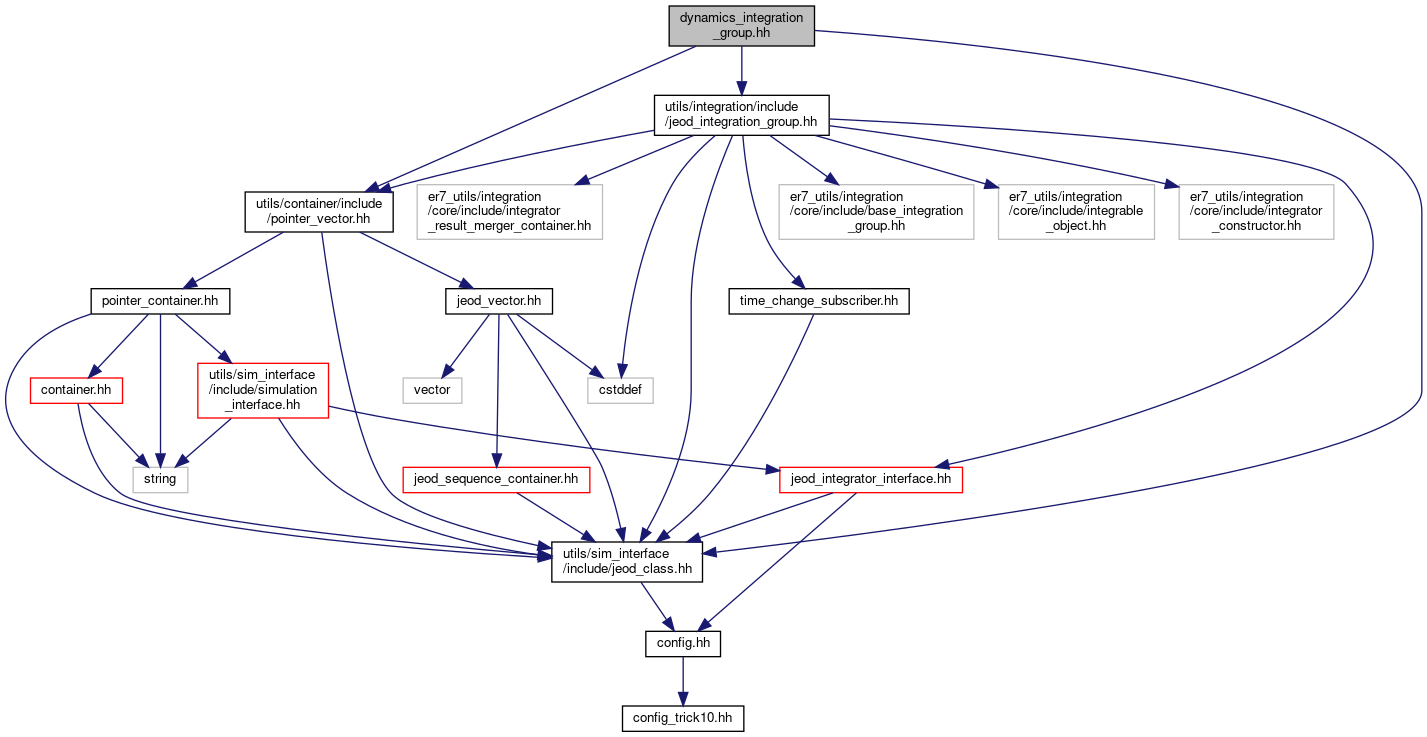 dynamics_integration
_group.hh
utils/integration/include
/jeod_integration_group.hh
utils/container/include
/pointer_vector.hh
er7_utils/integration
/core/include/integrator
_result_merger_container.hh
er7_utils/integration
/core/include/base_integration
_group.hh
er7_utils/integration
/core/include/integrable
_object.hh
er7_utils/integration
/core/include/integrator
_constructor.hh
pointer_container.hh
jeod_vector.hh
time_change_subscriber.hh
container.hh
utils/sim_interface
/include/simulation
_interface.hh
vector
cstddef
string
jeod_sequence_container.hh
jeod_integrator_interface.hh
utils/sim_interface
/include/jeod_class.hh
config.hh
config_trick10.hh